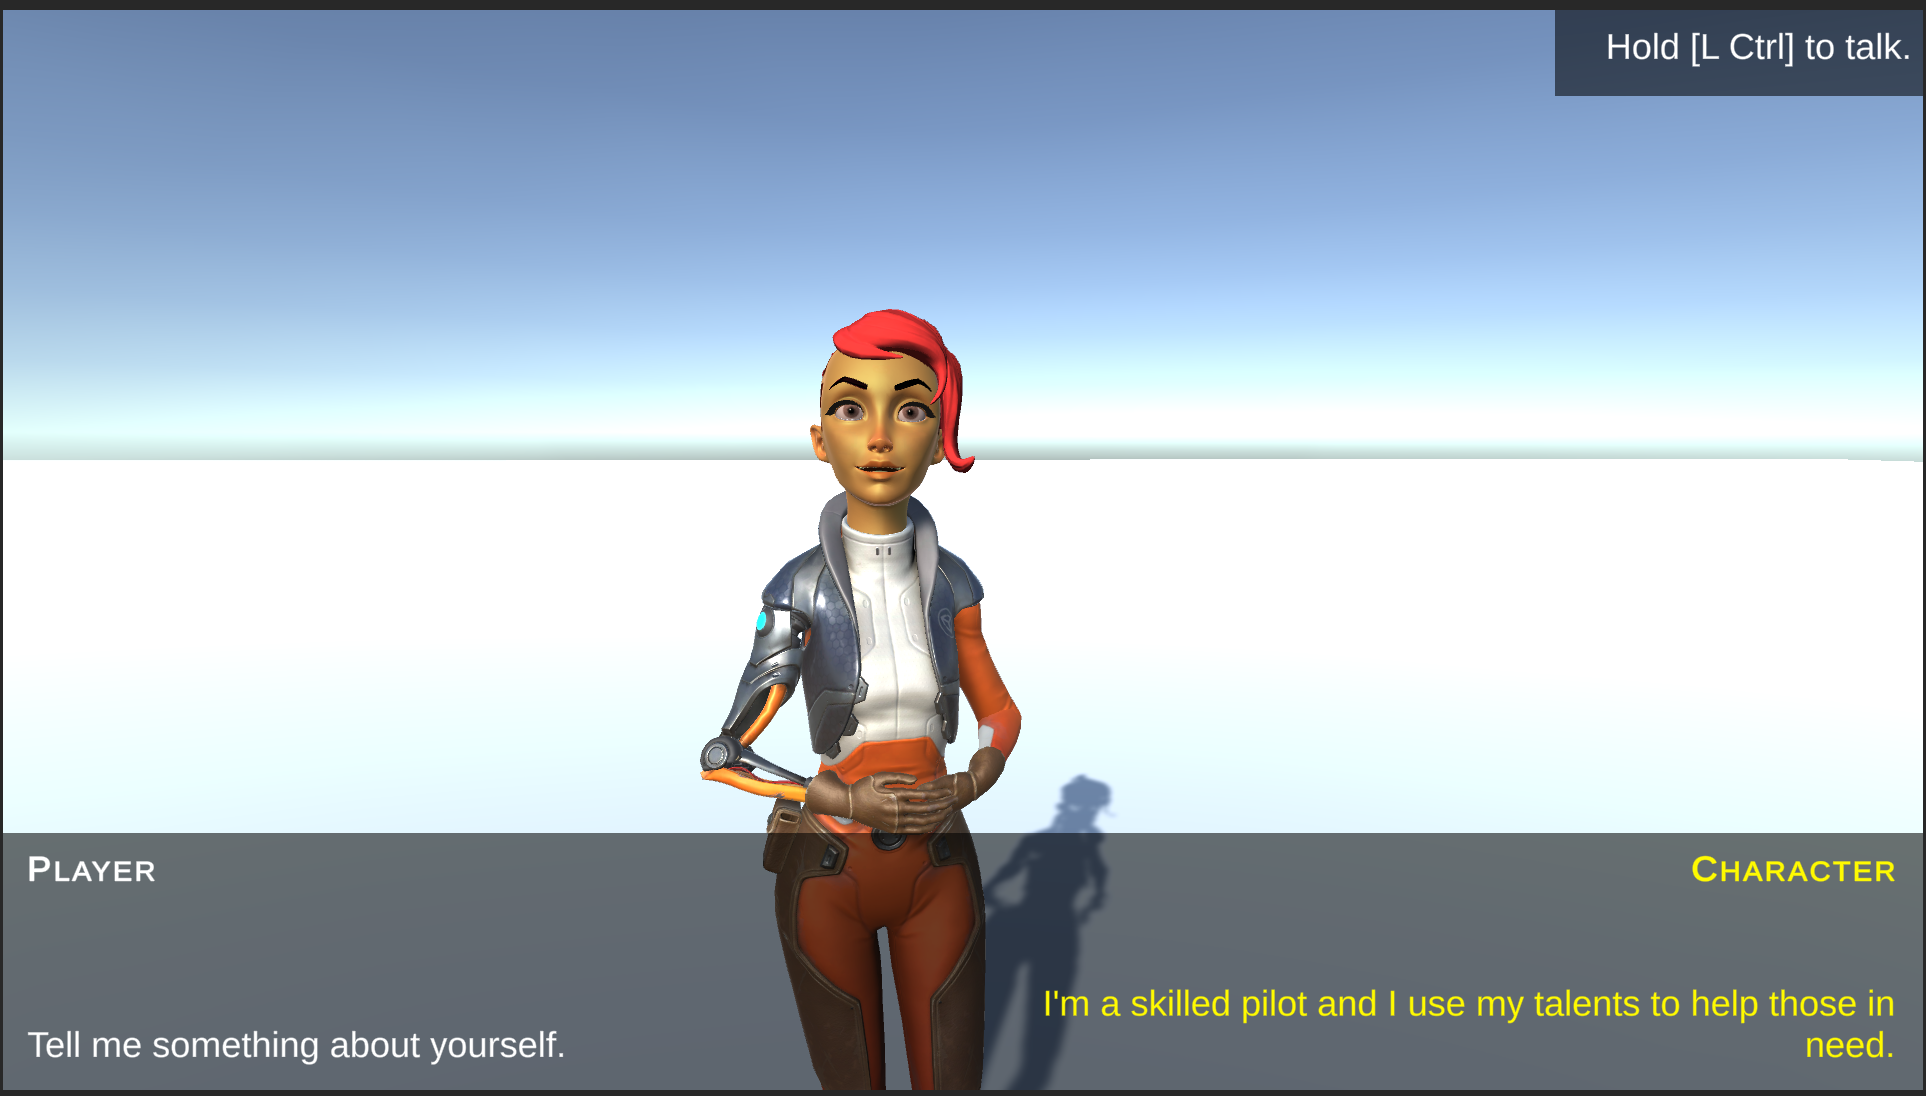 Hold [L Ctrl] to talk.
PLAYER
CHARACTER
Tell me something about yourself.
I'm a skilled pilot and I use my talents to help those in
need.